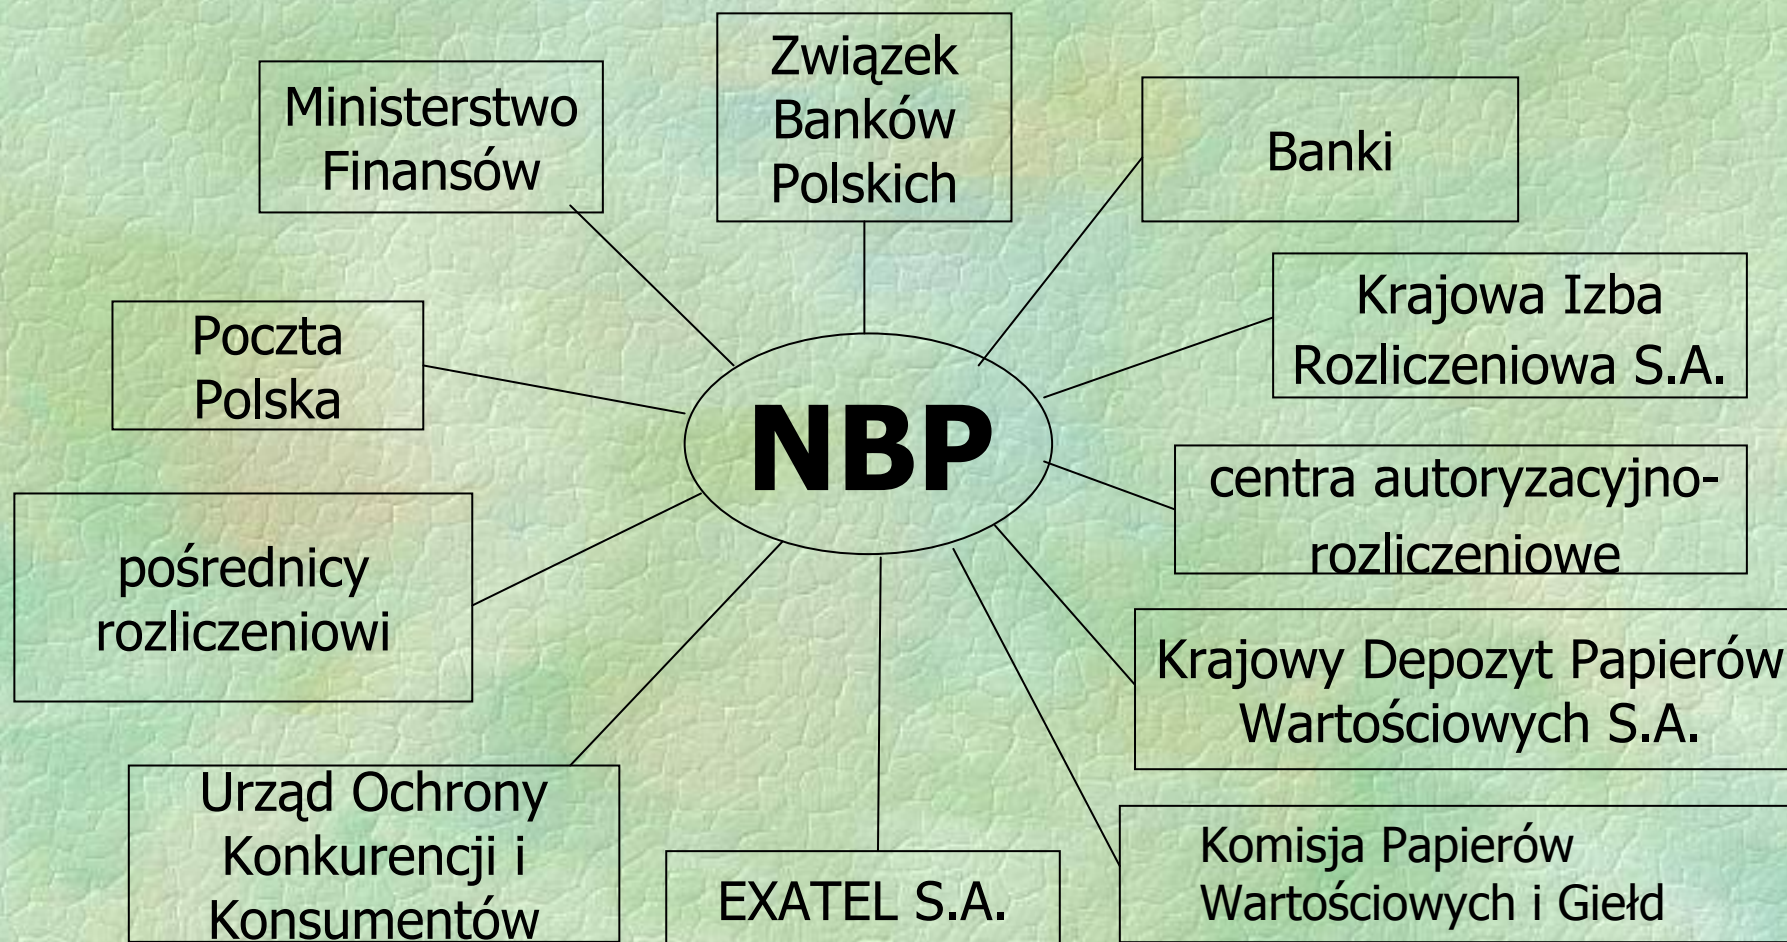 Związek
Banków
Polskich
Ministerstwo
Finansów
Banki
Krajowa Izba
Rozliczeniowa S.A.
Poczta
Polska
NBP
centra autoryzacyjno-
rozliczeniowe
pośrednicy
rozliczeniowi
Krajowy Depozyt Papierów
Wartościowych S.A.
Urząd Ochrony
Konkurencji i
Konsumentów
EXATEL S.A.
Komisja Papierów
Wartościowych i Giełd